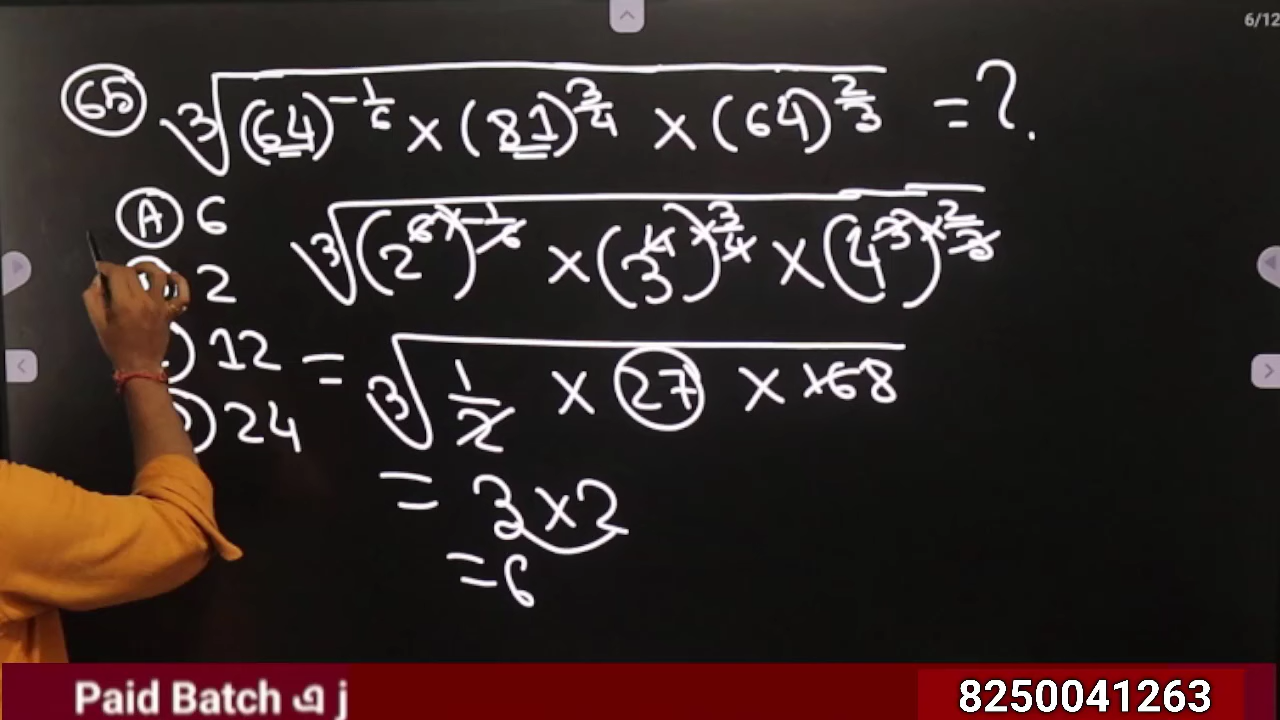 6/12
65 ∛((64)^(-1/6) × (81)^(3/4) × (64)^(2/3)) = ?
A 6
∛((2^6)^(×-1/6) × (3^4)^(×3/4) × (4^3)^(×2/3))
2
12
= ∛(1/2 × 27 × 16 8)
24
= 3 × 2
= 6
Paid Batch এ j
8250041263